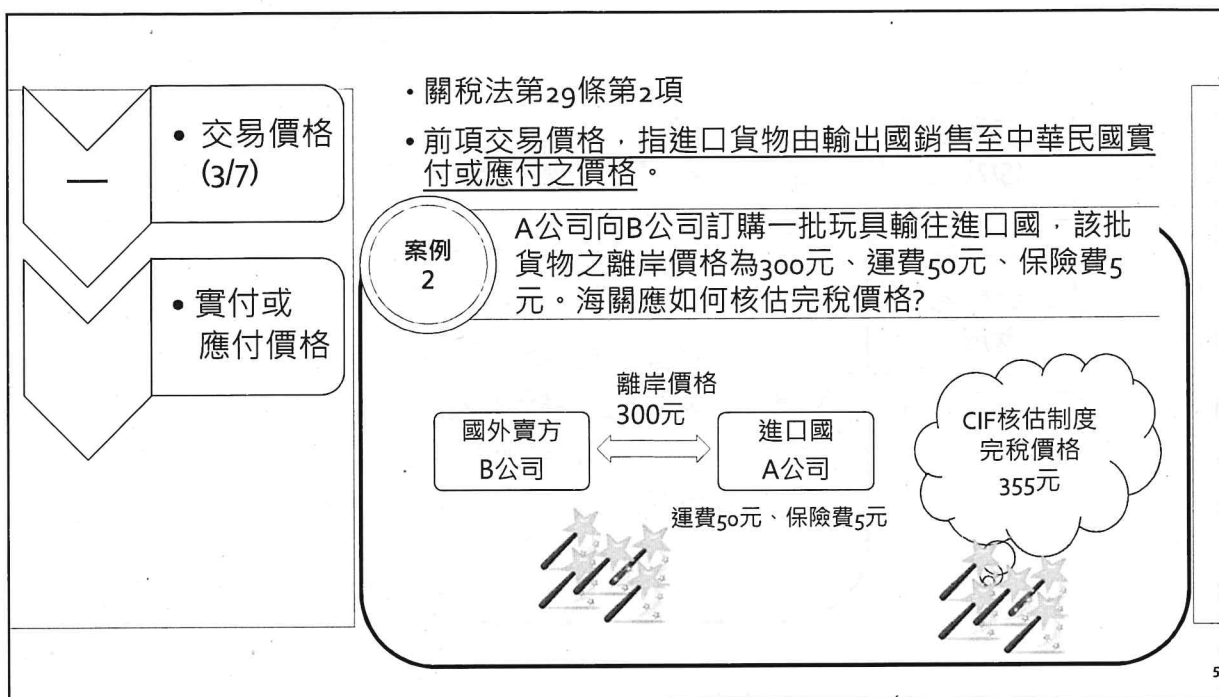 一
• 交易價格
(3/7)
• 實付或
應付價格
• 關稅法第29條第2項
• 前項交易價格，指進口貨物由輸出國銷售至中華民國實
付或應付之價格。
案例
2
A公司向B公司訂購一批玩具輸往進口國，該批
貨物之離岸價格為300元、運費50元、保險費5
元。海關應如何核估完稅價格?
離岸價格
300元
國外賣方
B公司
進口國
A公司
運費50元、保險費5元
CIF核估制度
完稅價格
355元
5